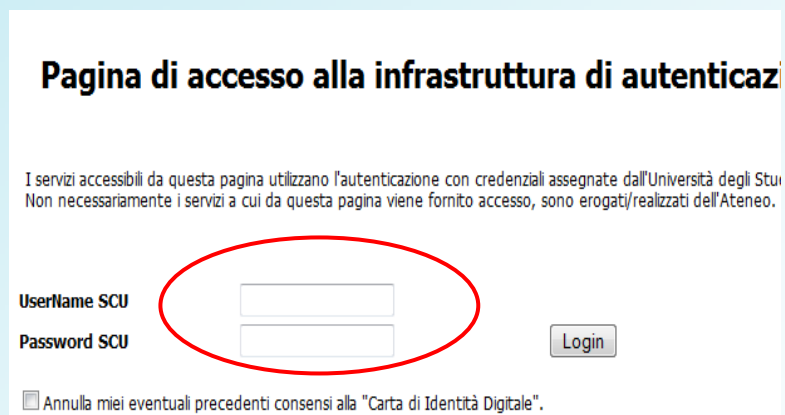 Pagina di accesso alla infrastruttura di autenticazi
I servizi accessibili da questa pagina utilizzano l'autenticazione con credenziali assegnate dall'Università degli Stu
Non necessariamente i servizi a cui da questa pagina viene fornito accesso, sono erogati/realizzati dell'Ateneo.
UserName SCU
Password SCU Login
Annulla miei eventuali precedenti consensi alla "Carta di Identità Digitale".